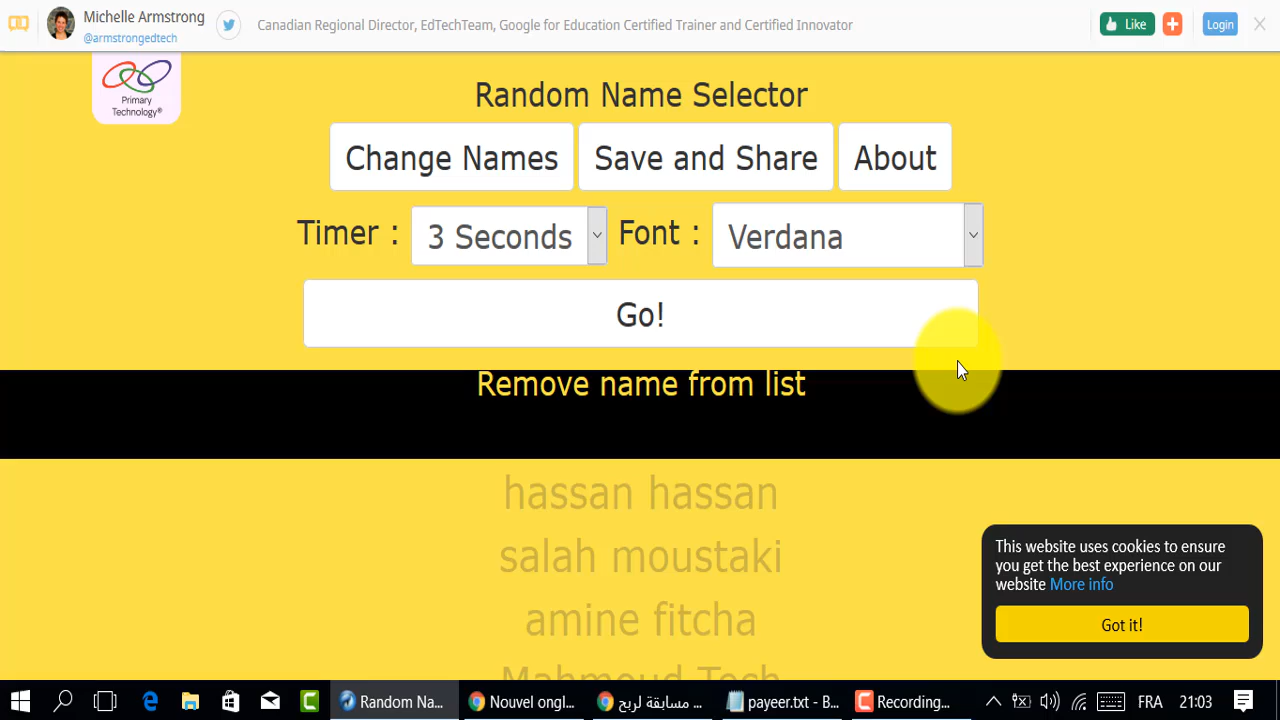 Michelle Armstrong
@armstrongedtech
Canadian Regional Director, EdTechTeam, Google for Education Certified Trainer and Certified Innovator
Like
Login
Primary
Technology®
Random Name Selector
Change Names
Save and Share
About
Timer :
3 Seconds
Font :
Verdana
Go!
Remove name from list
hassan hassan
salah moustaki
amine fitcha
Mahmoud Tech
This website uses cookies to ensure
you get the best experience on our
website More info
Got it!
Random Na...
Nouvel ongl...
مسابقة لربح ...
payeer.txt - B...
Recording...
FRA
21:03